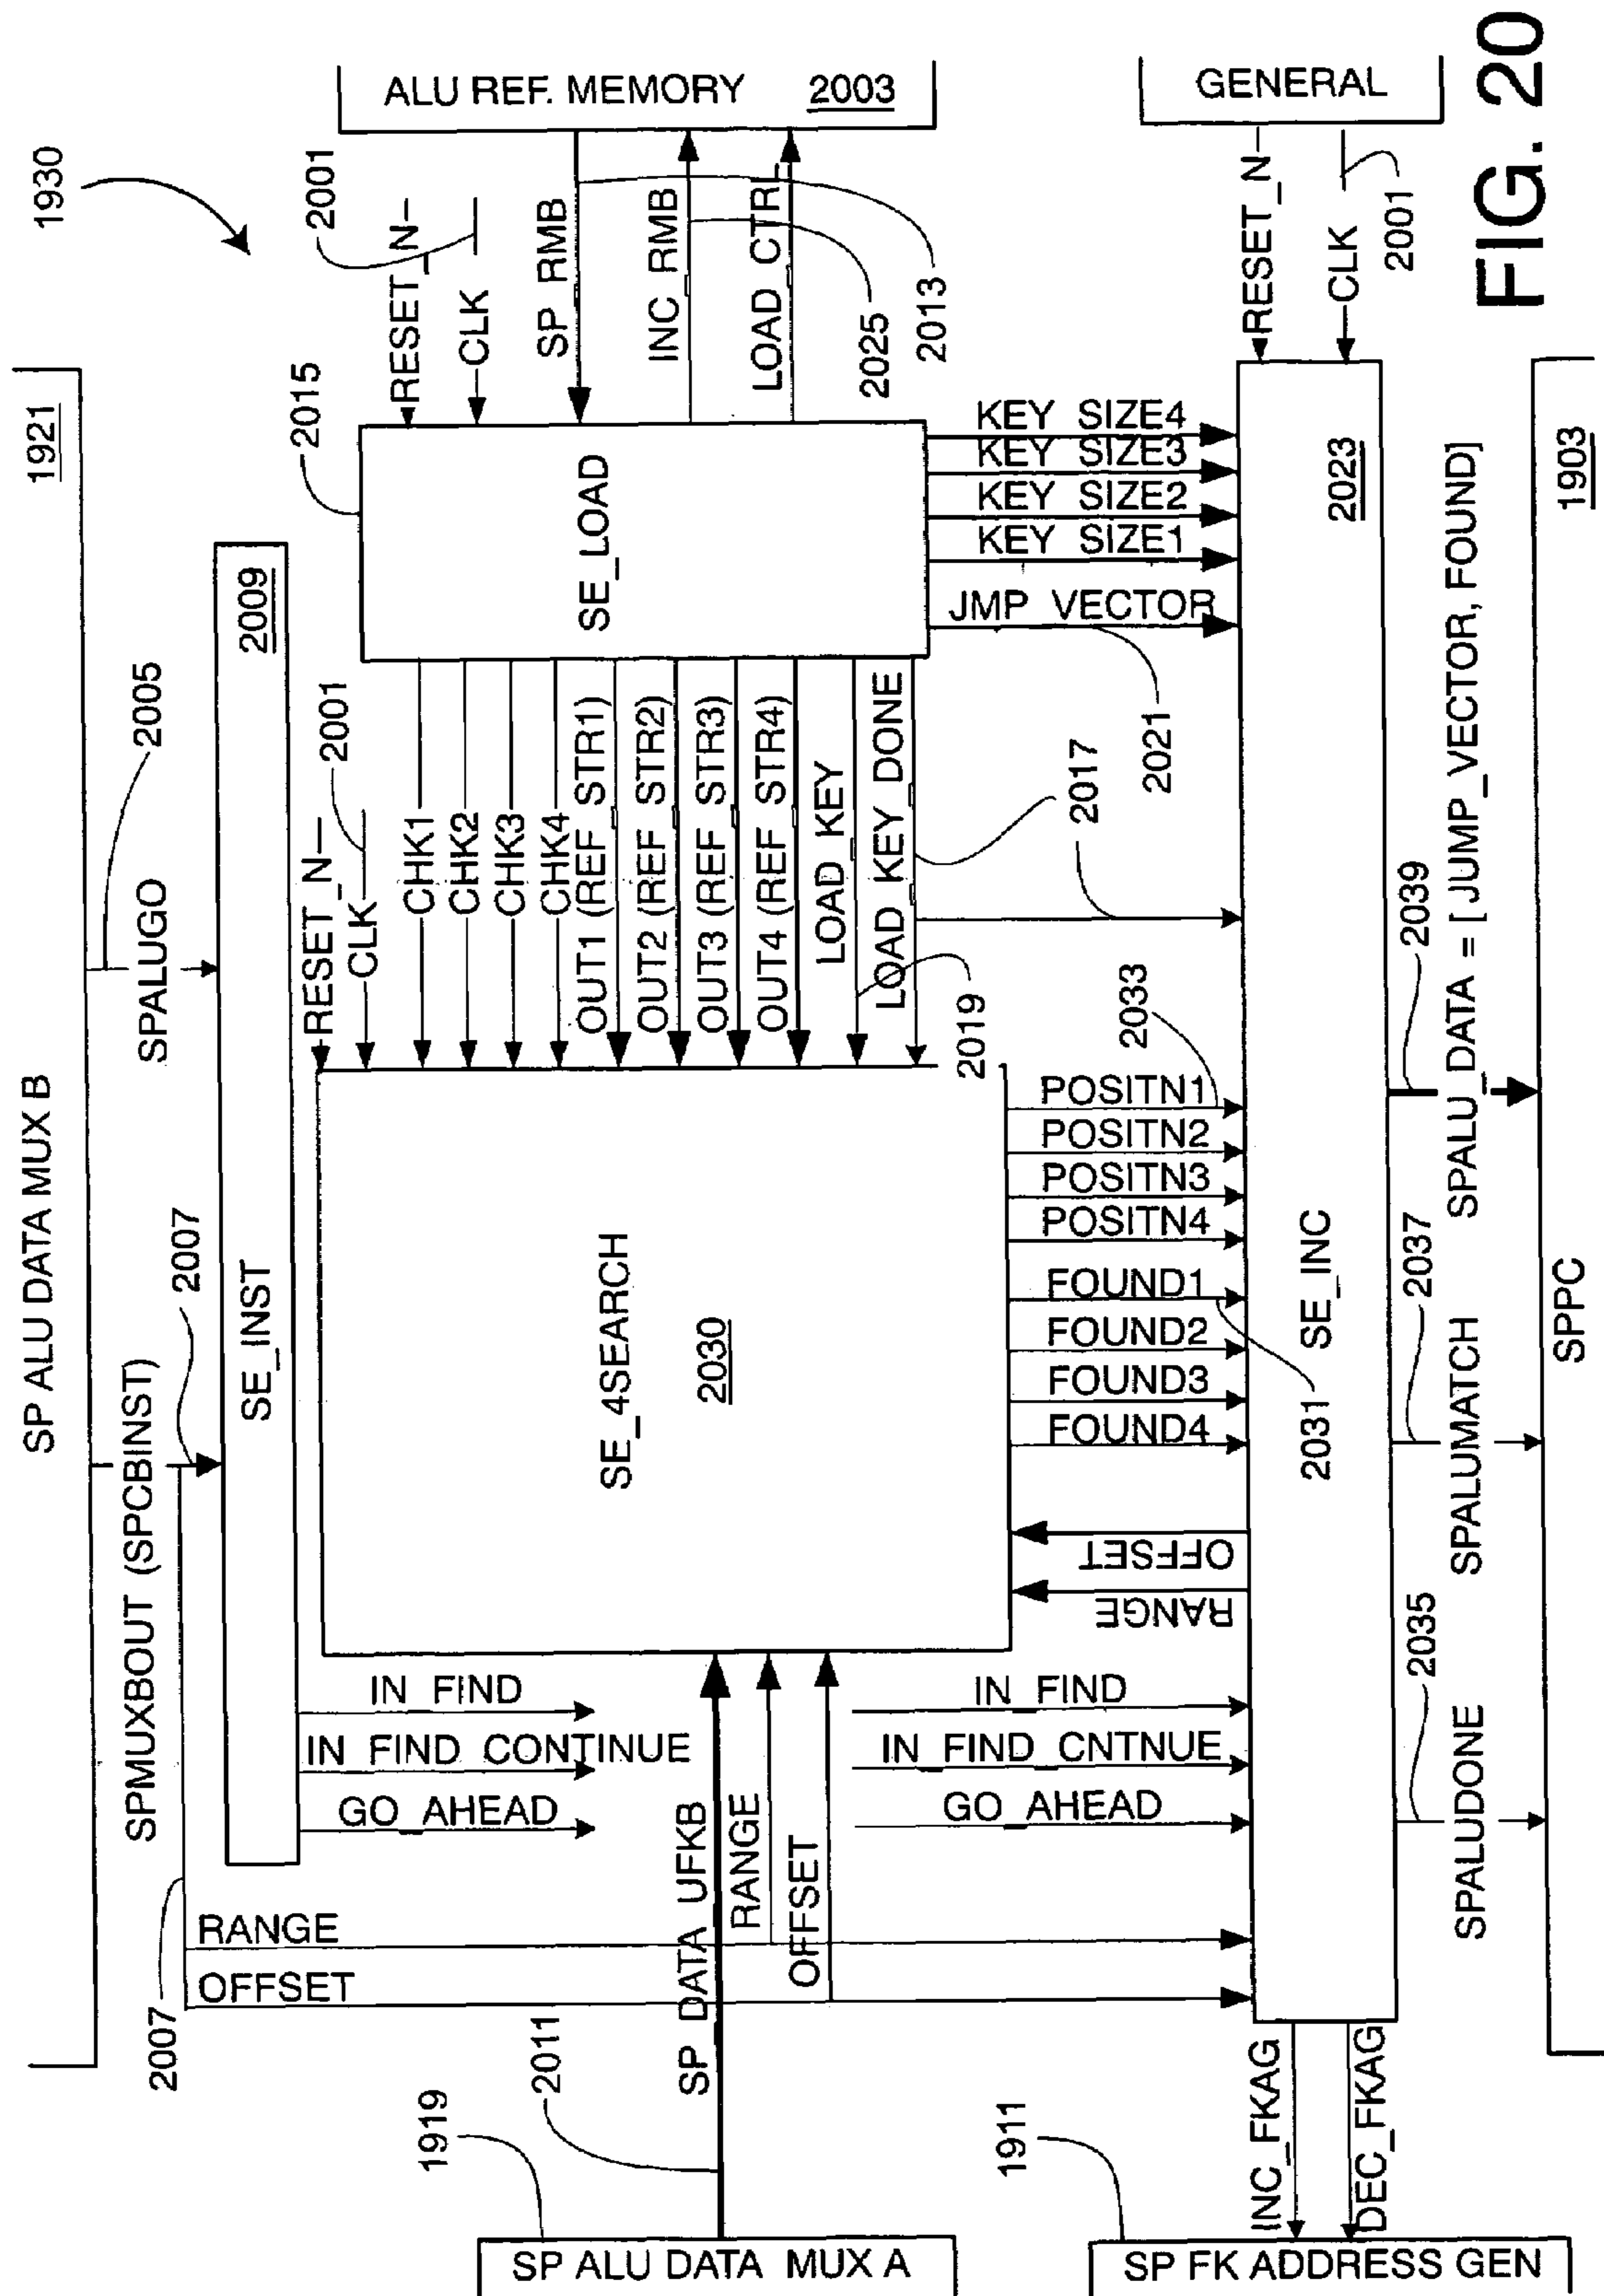 1930
SP ALU DATA MUX B
1921
SPMUXBOUT (SPCBINST)
2007
SPALUGO
2005
2007
SE_INST
2009
RANGE
OFFSET
IN_FIND
IN_FIND_CONTINUE
GO_AHEAD
RESET_N
CLK
2001
CHK1
CHK2
CHK3
CHK4
OUT1 (REF_STR1)
OUT2 (REF_STR2)
OUT3 (REF_STR3)
OUT4 (REF_STR4)
LOAD_KEY
LOAD_KEY_DONE
2019
2017
SE_LOAD
2015
RESET_N
CLK
2001
SP_RMB
INC_RMB
LOAD_CTR
2025
2013
ALU REF. MEMORY
2003
SE_4SEARCH
2030
1919
SP ALU DATA MUX A
2011
SP_DATA_UFKB
RANGE
OFFSET
IN_FIND
IN_FIND_CNTNUE
GO_AHEAD
RANGE
OFFSET
FOUND4
FOUND3
FOUND2
FOUND1
POSITN4
POSITN3
POSITN2
POSITN1
2033
2031
JMP_VECTOR
KEY_SIZE1
KEY_SIZE2
KEY_SIZE3
KEY_SIZE4
2021
SE_INC
2023
GENERAL
RESET_N
CLK
2001
1911
SP FK ADDRESS GEN
INC_FKAG
DEC_FKAG
SPALUDONE
2035
SPALUMATCH
2037
SPALU_DATA = [JUMP_VECTOR, FOUND]
2039
SPPC
1903
FIG. 20